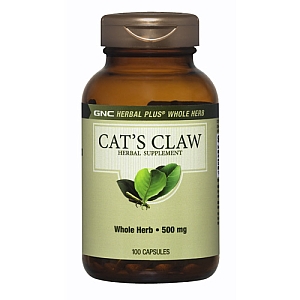 GNC HERBAL PLUS® WHOLE HERB
CAT'S CLAW
HERBAL SUPPLEMENT
Whole Herb • 500 mg
100 CAPSULES